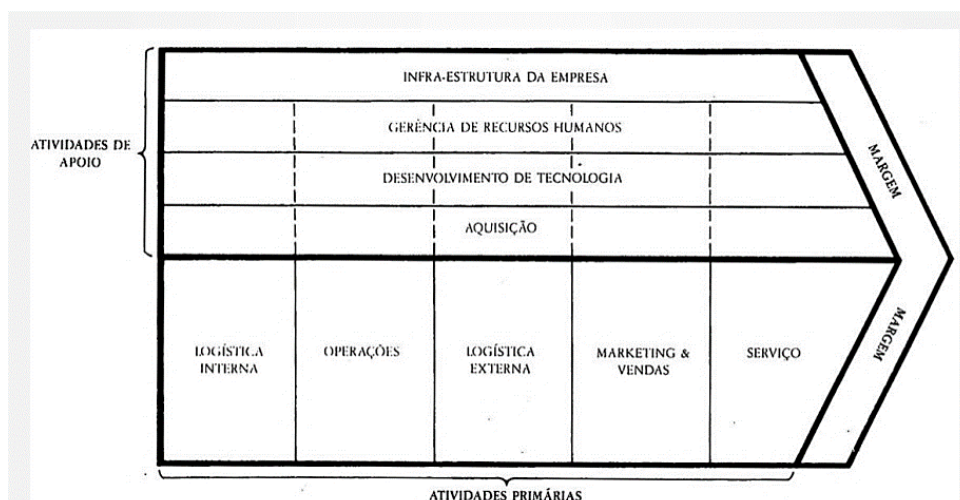 INFRA-ESTRUTURA DA EMPRESA
GERÊNCIA DE RECURSOS HUMANOS
ATIVIDADES DE
APOIO
DESENVOLVIMENTO DE TECNOLOGIA
AQUISIÇÃO
MARGEM
LOGÍSTICA
INTERNA
OPERAÇÕES
LOGÍSTICA
EXTERNA
MARKETING &
VENDAS
SERVIÇO
MARGEM
ATIVIDADES PRIMÁRIAS